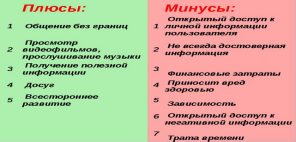 Плюсы:
1 Общение без границ
2 Просмотр
видеофильмов,
прослушивание музыки
3 Получение полезной
информации
4 Досуг
5 Всестороннее
развитие
Минусы:
1 Открытый доступ к
личной информации
пользователя
2 Не всегда достоверная
информация
3 Финансовые затраты
4 Приносит вред
здоровью
5 Зависимость
6 Открытый доступ к
негативной информации
7 Трата времени